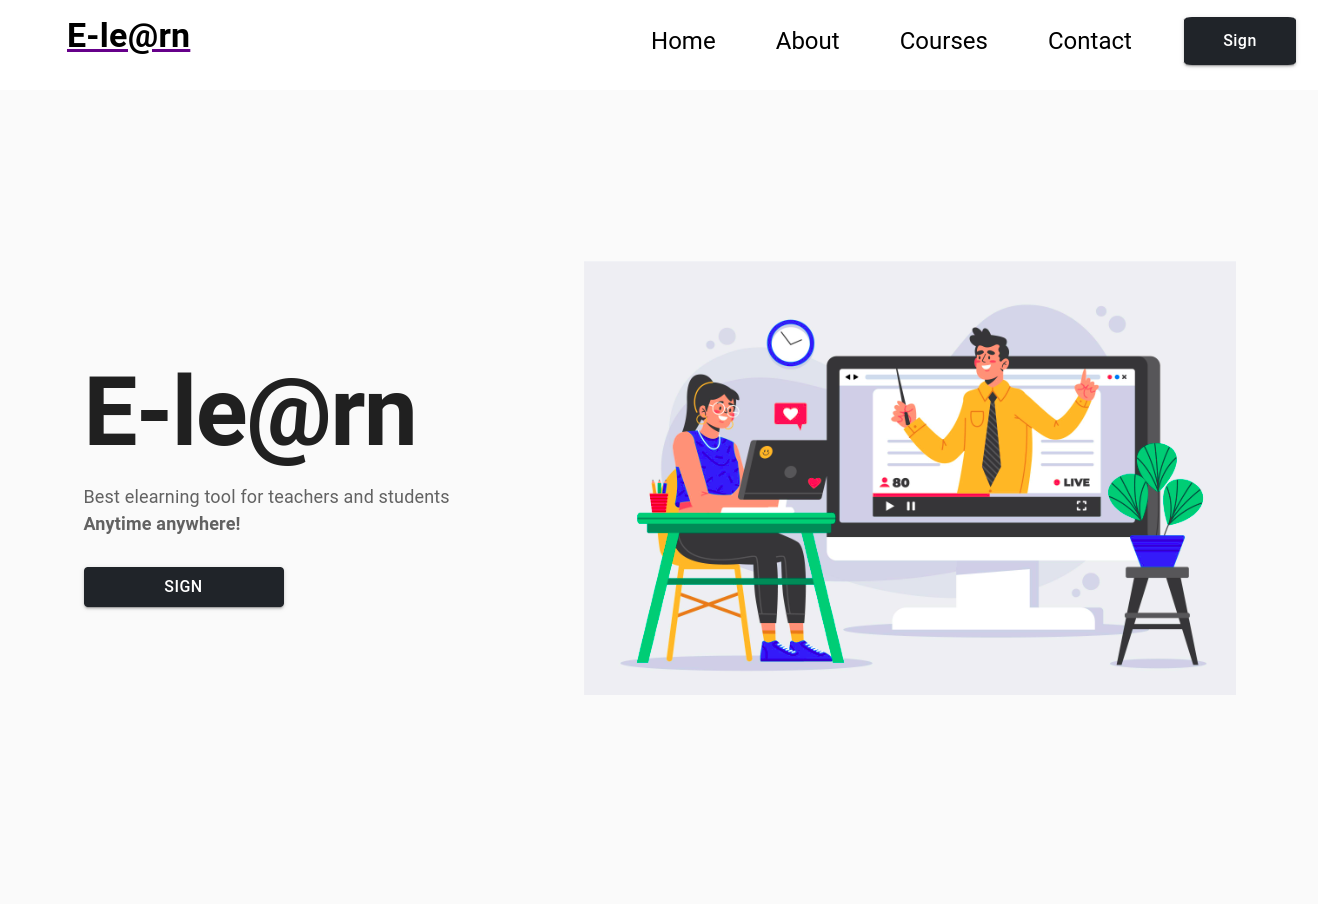 E-le@rn
Home About Courses Contact Sign
E-le@rn
Best elearning tool for teachers and students
Anytime anywhere!
SIGN
80
LIVE